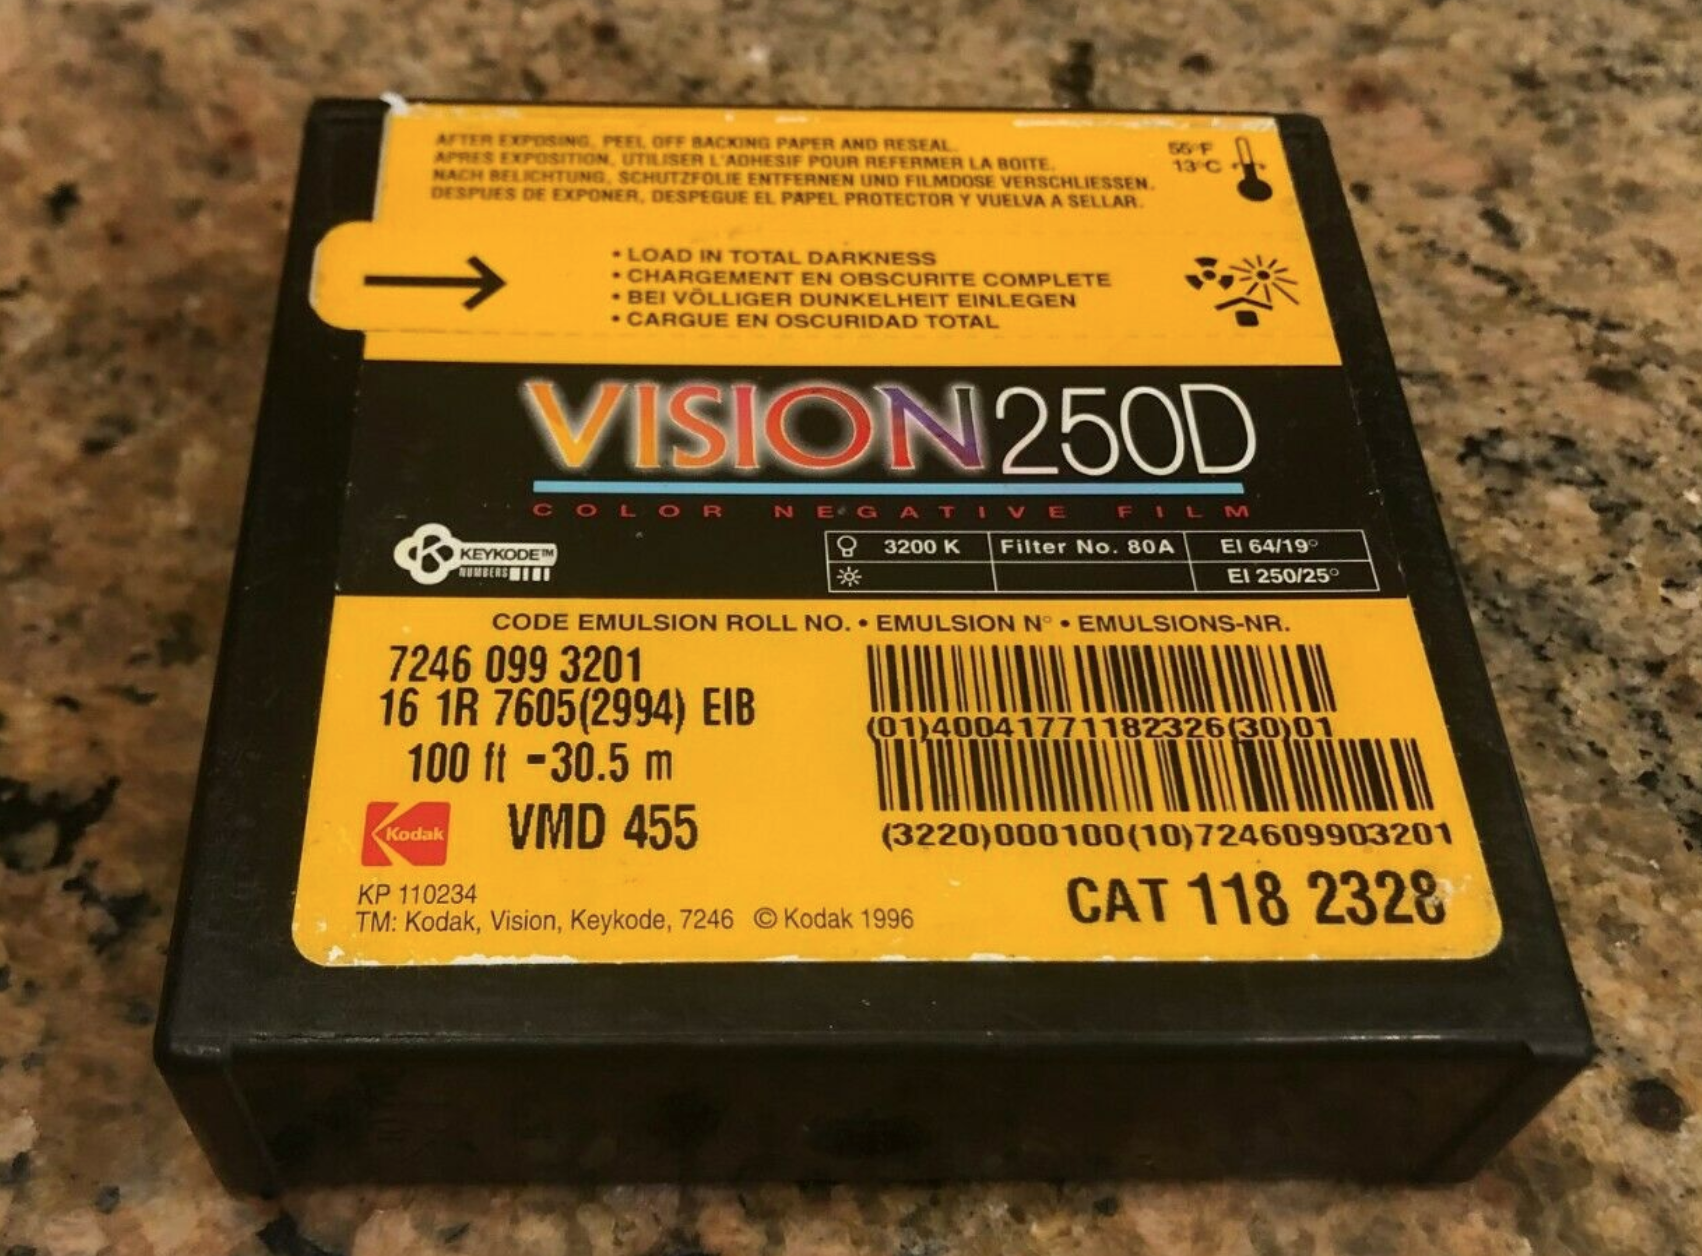 AFTER EXPOSING, PEEL OFF BACKING PAPER AND RESEAL.
APRES EXPOSITION, UTILISER L'ADHESIF POUR REFERMER LA BOITE.
NACH BELICHTUNG, SCHUTZFOLIE ENTFERNEN UND FILMDOSE VERSCHLIESSEN.
DESPUES DE EXPONER, DESPEGUE EL PAPEL PROTECTOR Y VUELVA A SELLAR.
55°F
13°C
• LOAD IN TOTAL DARKNESS
• CHARGEMENT EN OBSCURITE COMPLETE
• BEI VÖLLIGER DUNKELHEIT EINLEGEN
• CARGUE EN OSCURIDAD TOTAL
VISION 250D
COLOR NEGATIVE FILM
K KEYKODE™
NUMBERS
3200 K Filter No. 80A EI 64/19°
EI 250/25°
CODE EMULSION ROLL NO. • EMULSION N° • EMULSIONS-NR.
7246 099 3201
16 1R 7605(2994) EIB
100 ft -30.5 m
(01)40041771182326(30)01
(3220)000100(10)724609903201
Kodak
VMD 455
CAT 118 2328
KP 110234
TM: Kodak, Vision, Keykode, 7246 © Kodak 1996